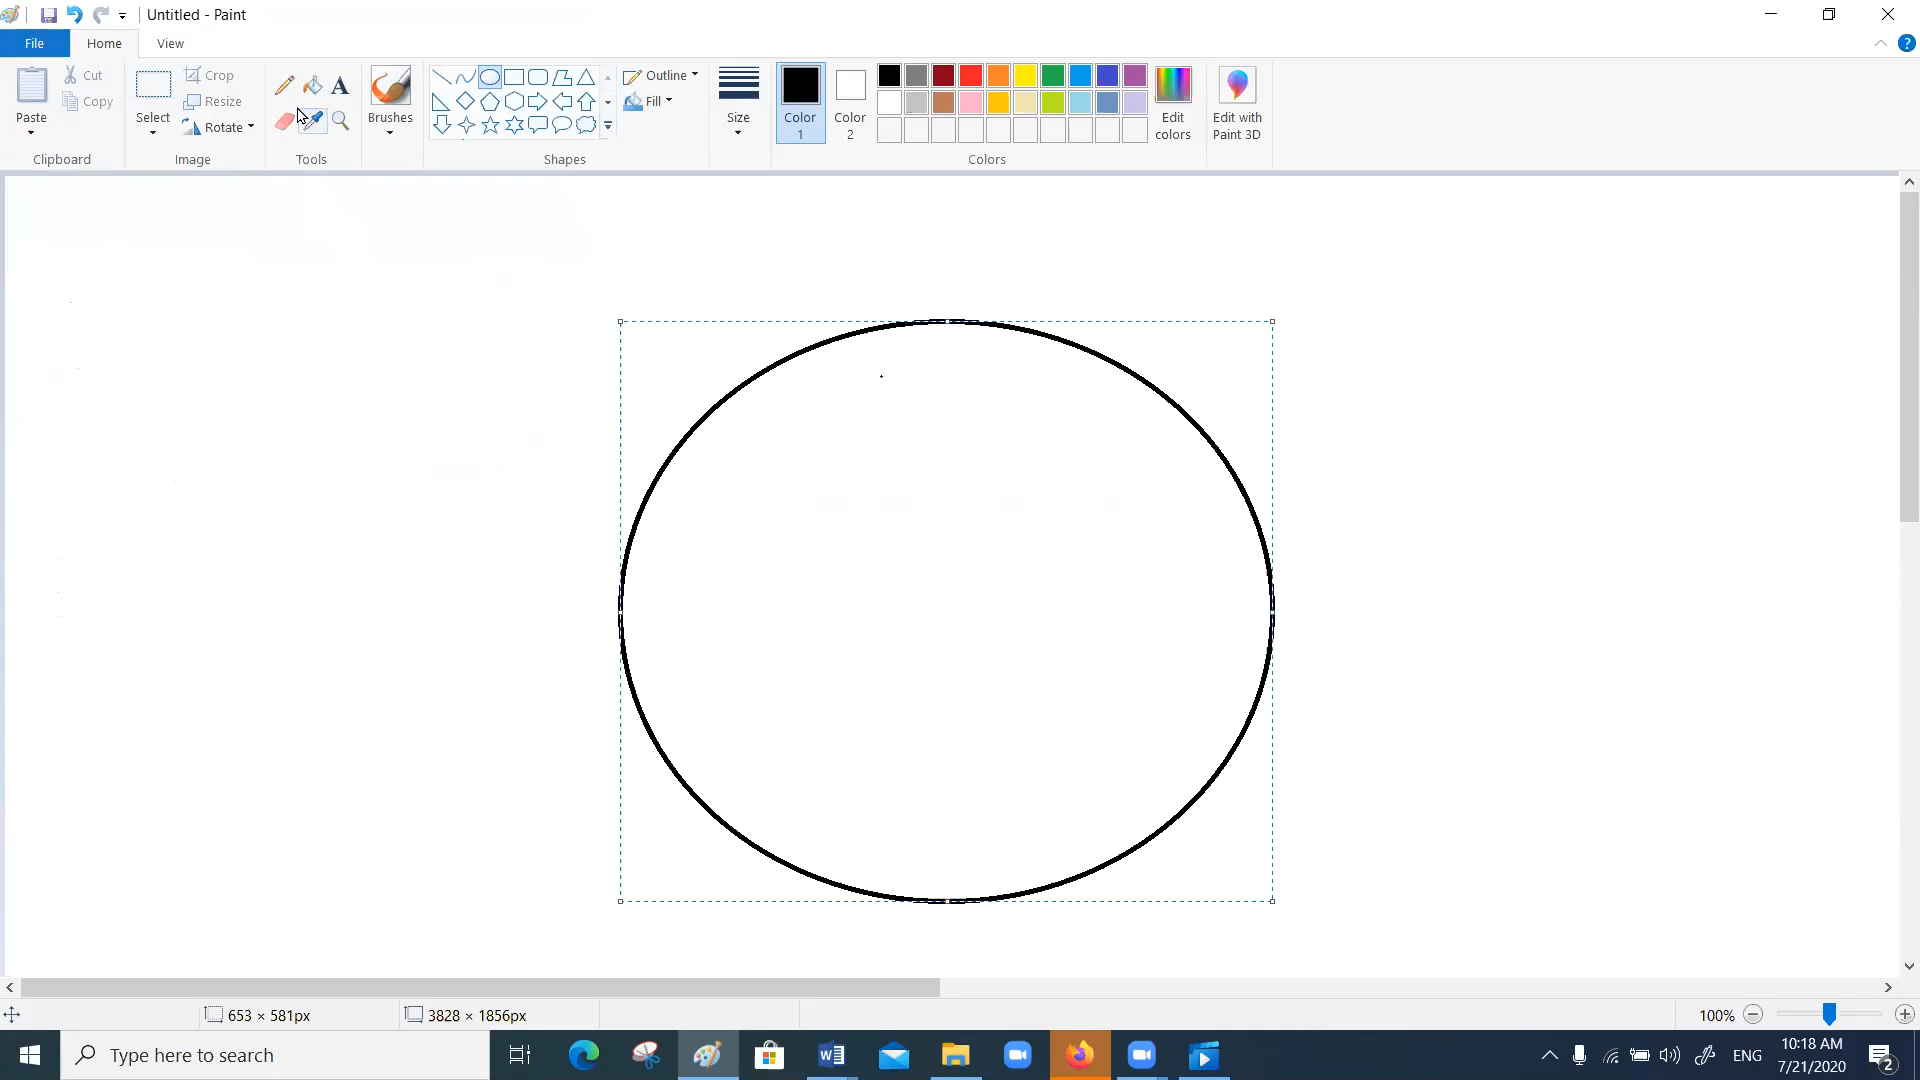 Untitled - Paint
File
Home
View
Paste
Cut
Copy
Clipboard
Select
Crop
Resize
Rotate
Image
A
Tools
Brushes
Outline
Fill
Shapes
Size
Color
1
Color
2
Edit
colors
Colors
Edit with
Paint 3D
?
653 × 581px
3828 × 1856px
100%
Type here to search
W
ENG
10:18 AM
7/21/2020
2